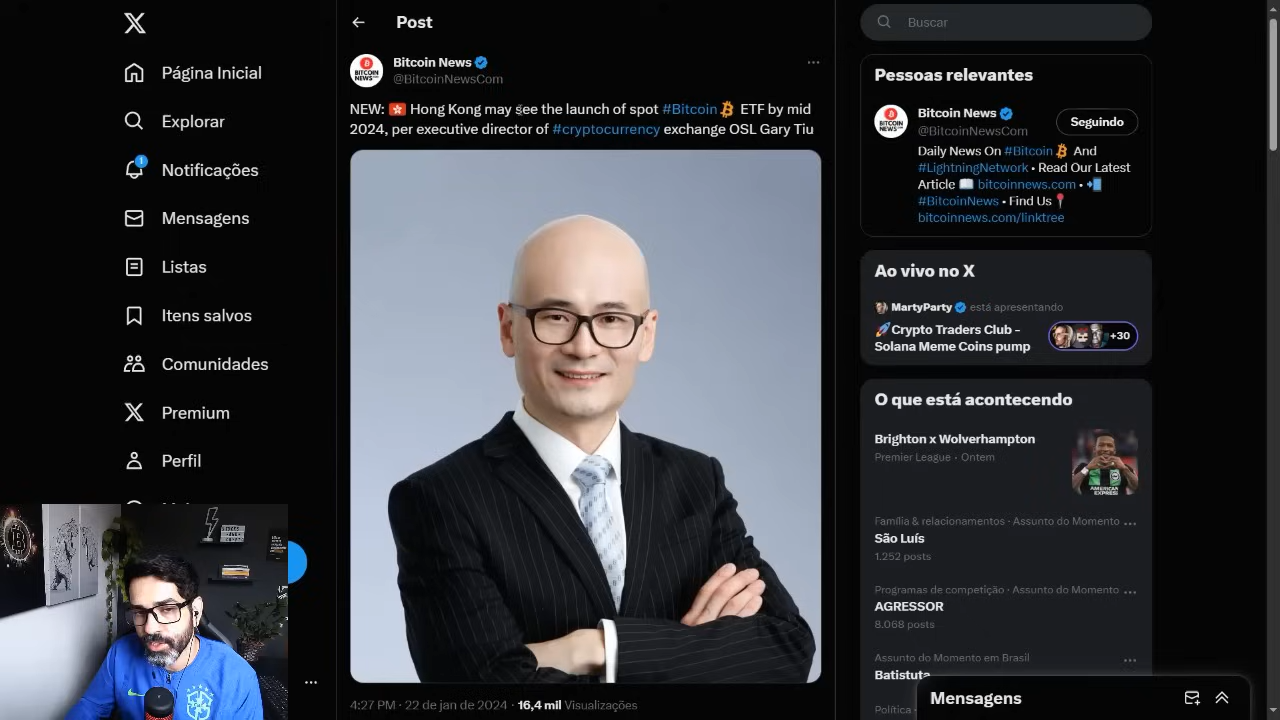 Post
Buscar
Bitcoin News
@BitcoinNewsCom
NEW: Hong Kong may see the launch of spot #Bitcoin ETF by mid
2024, per executive director of #cryptocurrency exchange OSL Gary Tiu
4:27 PM · 22 de jan de 2024 · 16,4 mil Visualizações
Página Inicial
Explorar
1
Notificações
Mensagens
Listas
Itens salvos
Comunidades
Premium
Perfil
Pessoas relevantes
Bitcoin News
@BitcoinNewsCom
Seguindo
Daily News On #Bitcoin And
#LightningNetwork • Read Our Latest
Article bitcoinnews.com •
#BitcoinNews • Find Us
bitcoinnews.com/linktree
Ao vivo no X
MartyParty está apresentando
Crypto Traders Club -
Solana Meme Coins pump
+30
O que está acontecendo
Brighton x Wolverhampton
Premier League · Ontem
AMERICAN
EXPRESS
Família & relacionamentos · Assunto do Momento
São Luís
1.252 posts
Programas de competição · Assunto do Momento
AGRESSOR
8.068 posts
Assunto do Momento em Brasil
Batistuta
Política
Mensagens